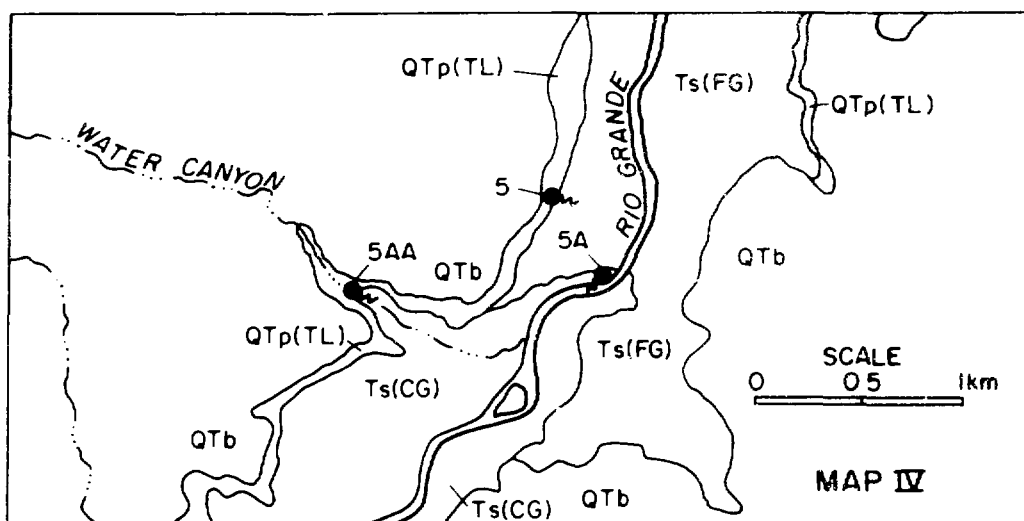 QTp(TL)
Ts(FG)
QTp(TL)
WATER CANYON
RIO GRANDE
5
5A
5AA
QTb
QTb
QTp(TL)
Ts(FG)
SCALE
0 05 1km
Ts(CG)
QTb
MAP IV
Ts(CG)
QTb